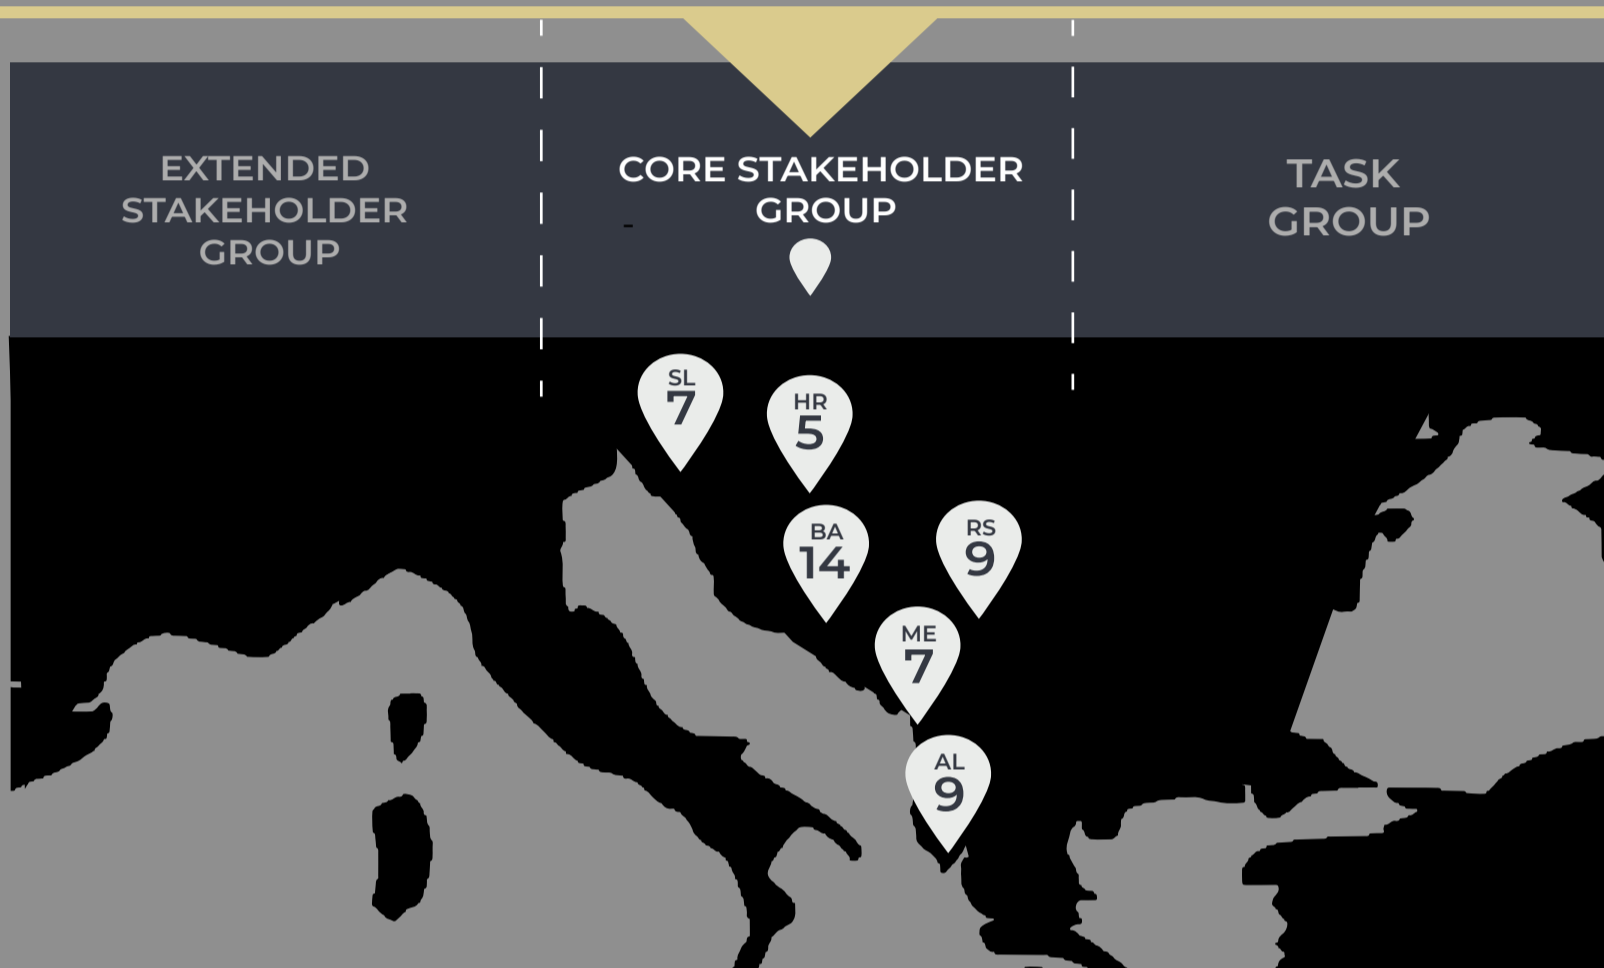 EXTENDED
STAKEHOLDER
GROUP
CORE STAKEHOLDER
GROUP
-
TASK
GROUP
SL
7
HR
5
BA
14
RS
9
ME
7
AL
9